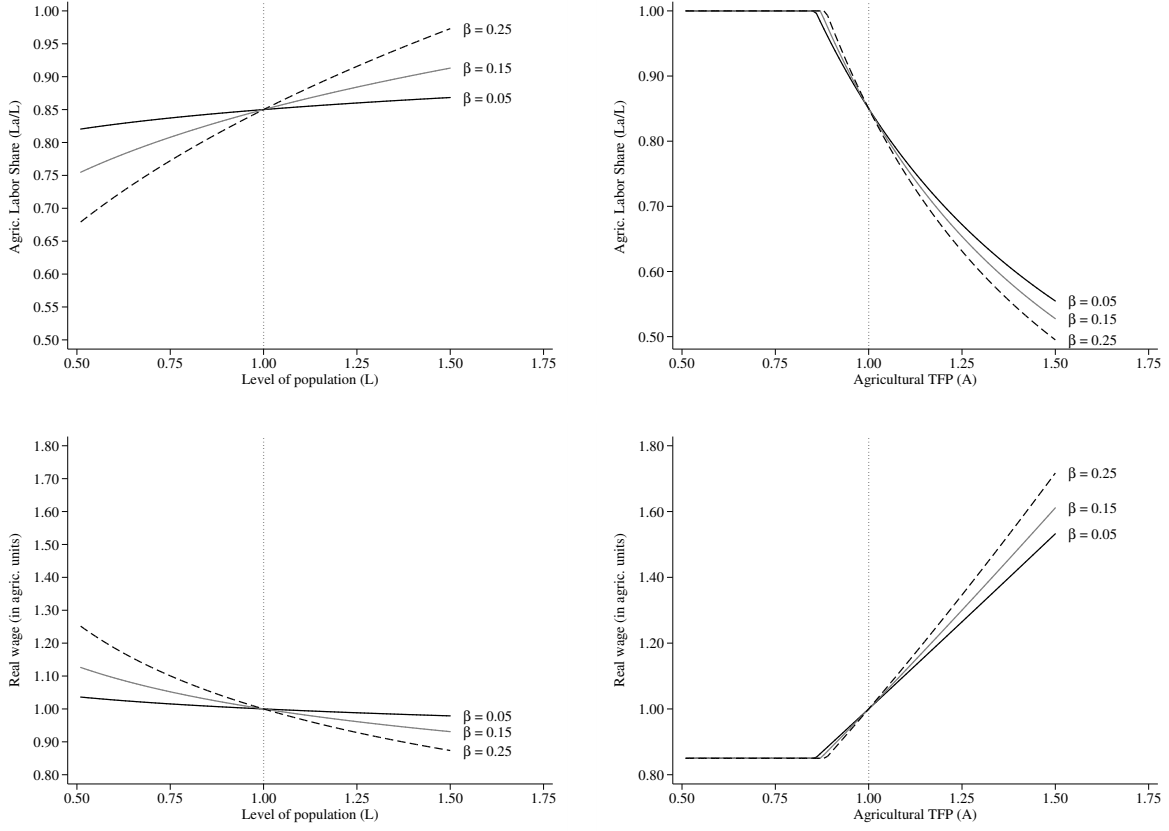 1.00
0.95
0.90
0.85
0.80
0.75
0.70
0.65
0.60
0.55
0.50
Agric. Labor Share (La/L)
β = 0.25
β = 0.15
β = 0.05
0.50 0.75 1.00 1.25 1.50 1.75
Level of population (L)
1.00
0.90
0.80
0.70
0.60
0.50
Agric. Labor Share (La/L)
β = 0.05
β = 0.15
β = 0.25
0.50 0.75 1.00 1.25 1.50 1.75
Agricultural TFP (A)
1.80
1.70
1.60
1.50
1.40
1.30
1.20
1.10
1.00
0.90
0.80
Real wage (in agric. units)
β = 0.05
β = 0.15
β = 0.25
0.50 0.75 1.00 1.25 1.50 1.75
Level of population (L)
1.80
1.60
1.40
1.20
1.00
0.80
Real wage (in agric. units)
β = 0.25
β = 0.15
β = 0.05
0.50 0.75 1.00 1.25 1.50 1.75
Agricultural TFP (A)